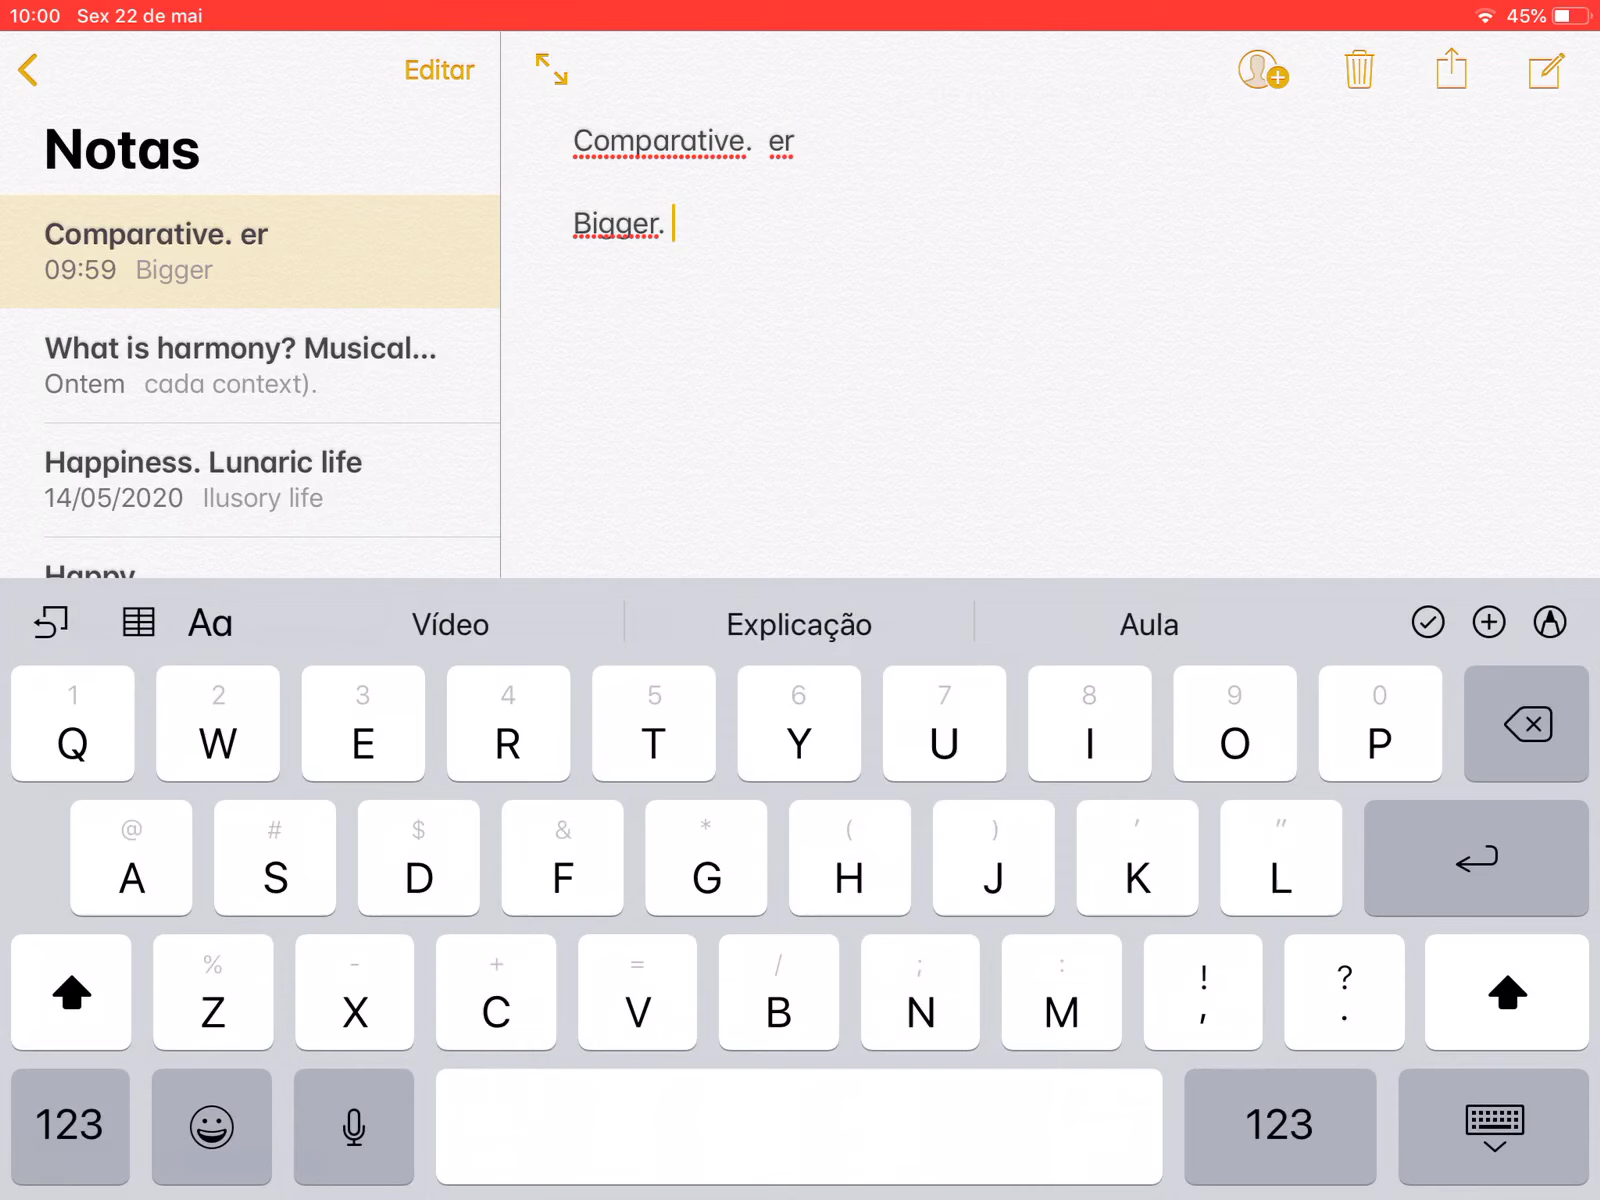 10:00 Sex 22 de mai
45%
Editar
Notas
Comparative. er
09:59 Bigger
What is harmony? Musical...
Ontem cada context).
Happiness. Lunaric life
14/05/2020 Ilusory life
Happy
Comparative. er
Bigger.
Aa Vídeo Explicação Aula
1 2 3 4 5 6 7 8 9 0
Q W E R T Y U I O P
@ # $ & * ( ) ' "
A S D F G H J K L
% - + = / ; : ! ?
Z X C V B N M , .
123 123